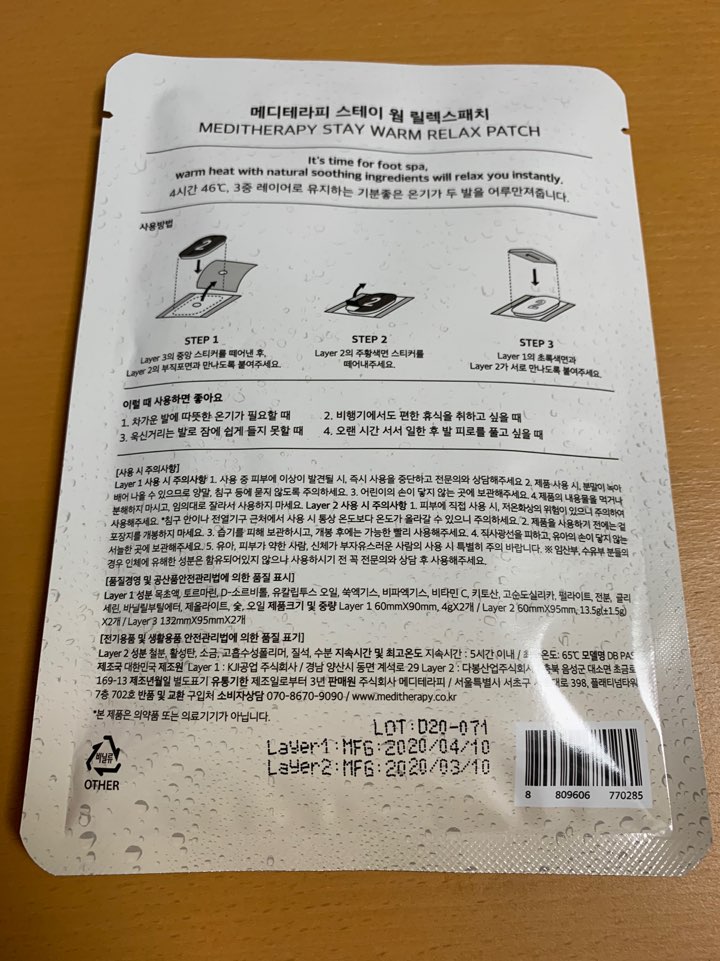 메디테라피 스테이 웜 릴렉스패치
MEDITHERAPY STAY WARM RELAX PATCH
It's time for foot spa,
warm heat with natural soothing ingredients will relax you instantly.
4시간 46℃, 3중 레이어로 유지하는 기분좋은 온기가 두 발을 어루만져줍니다.
사용방법
2
2
2
STEP 1
Layer 3의 중앙 스티커를 떼어낸 후,
Layer 2의 부직포면과 만나도록 붙여주세요.
STEP 2
Layer 2의 주황색면 스티커를
떼어내주세요.
STEP 3
Layer 1의 초록색면과
Layer 2가 서로 만나도록 붙여주세요.
이럴 때 사용하면 좋아요
1. 차가운 발에 따뜻한 온기가 필요할 때 2. 비행기에서도 편한 휴식을 취하고 싶을 때
3. 욱신거리는 발로 잠에 쉽게 들지 못할 때 4. 오랜 시간 서서 일한 후 발 피로를 풀고 싶을 때
[사용 시 주의사항]
Layer 1 사용 시 주의사항 1. 사용 중 피부에 이상이 발견될 시, 즉시 사용을 중단하고 전문의와 상담해주세요 2. 제품 사용 시, 분말이 녹아
배어 나올 수 있으므로 양말, 침구 등에 묻지 않도록 주의하세요. 3. 어린이의 손이 닿지 않는 곳에 보관해주세요. 4. 제품의 내용물을 먹거나
분해하지 마시고, 임의대로 잘라서 사용하지 마세요. Layer 2 사용 시 주의사항 1. 피부에 직접 사용 시, 저온화상의 위험이 있으니 주의하여
사용해주세요. *침구 안이나 전열기구 근처에서 사용 시 통상 온도보다 온도가 올라갈 수 있으니 주의하세요. 2. 제품을 사용하기 전에는 겉
포장지를 개봉하지 마세요. 3. 습기를 피해 보관하시고, 개봉 후에는 가능한 빨리 사용해주세요. 4. 직사광선을 피하고, 유아의 손이 닿지 않는
서늘한 곳에 보관해주세요. 5. 유아, 피부가 약한 사람, 신체가 부자유스러운 사람의 사용 시 특별히 주의 바랍니다. ※ 임산부, 수유부 분들의
경우 인체에 유해한 성분은 함유되어있지 않으나 사용하시기 전 꼭 전문의와 상담 후 사용해주세요.
[품질경영 및 공산품안전관리법에 의한 품질 표시]
Layer 1 성분 목초액, 토르마린, D-소르비톨, 유칼립투스 오일, 쑥엑기스, 비파엑기스, 비타민 C, 키토산, 고순도실리카, 펄라이트, 전분, 글리
세린, 바닐릴부틸에터, 제올라이트, 숯, 오일 제품크기 및 중량 Layer 1 60mmX90mm, 4gX2개 / Layer 2 60mmX95mm, 13.5g(±1.5g)
X2개 / Layer 3 132mmX95mmX2개
[전기용품 및 생활용품 안전관리법에 의한 품질 표기]
Layer 2 성분 철분, 활성탄, 소금, 고흡수성폴리머, 질석, 수분 지속시간 및 최고온도 지속시간 : 5시간 이내 / 온도: 65℃ 모델명 DB PAS
제조국 대한민국 제조원 Layer 1 : KJI공업 주식회사 / 경남 양산시 동면 계석로 29 Layer 2 : 다봉산업주식회사 음성군 대소면 초금로
169-13 제조년월일 별도표기 유통기한 제조일로부터 3년 판매원 주식회사 메디테라피 / 서울특별시 서초구 대로 398, 플래티넘타워
7층 702호 반품 및 교환 구입처 소비자상담 070-8670-9090 / www.meditherapy.co.kr
*본 제품은 의약품 또는 의료기기가 아닙니다.
LOT:D20-071
Layer1:MFG:2020/04/10
Layer2:MFG:2020/03/10
비닐류
OTHER
8 809606 770285